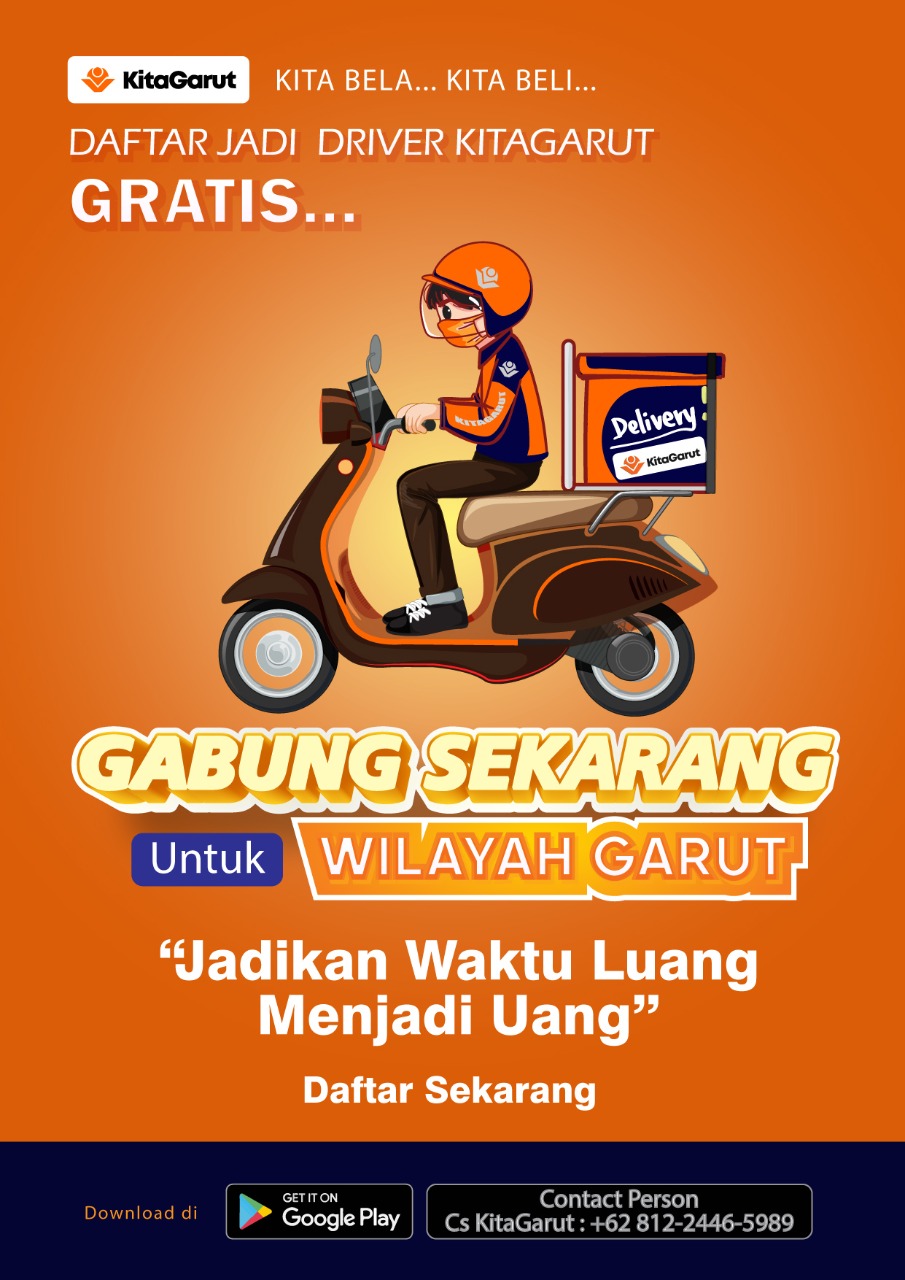 KitaGarut
KITA BELA... KITA BELI...
DAFTAR JADI DRIVER KITAGARUT
GRATIS...
KITAGARUT
Delivery
KitaGarut
GABUNG SEKARANG
Untuk
WILAYAH GARUT
“Jadikan Waktu Luang
Menjadi Uang”
Daftar Sekarang
Download di
GET IT ON
Google Play
Contact Person
Cs KitaGarut : +62 812-2446-5989